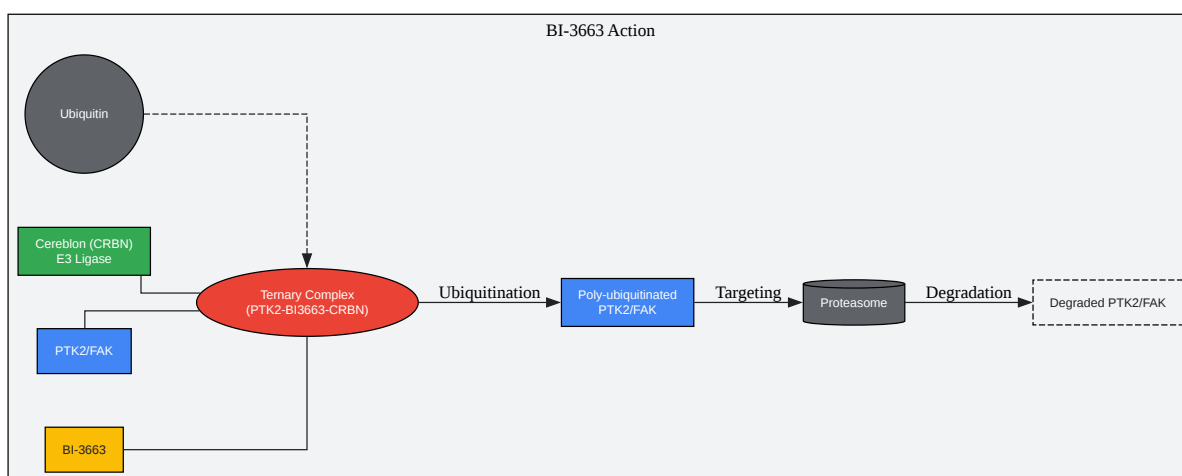 BI-3663 Action
Ubiquitin
Cereblon (CRBN)
E3 Ligase
PTK2/FAK
BI-3663
Ternary Complex
(PTK2-BI3663-CRBN)
Ubiquitination
Poly-ubiquitinated
PTK2/FAK
Targeting
Proteasome
Degradation
Degraded PTK2/FAK